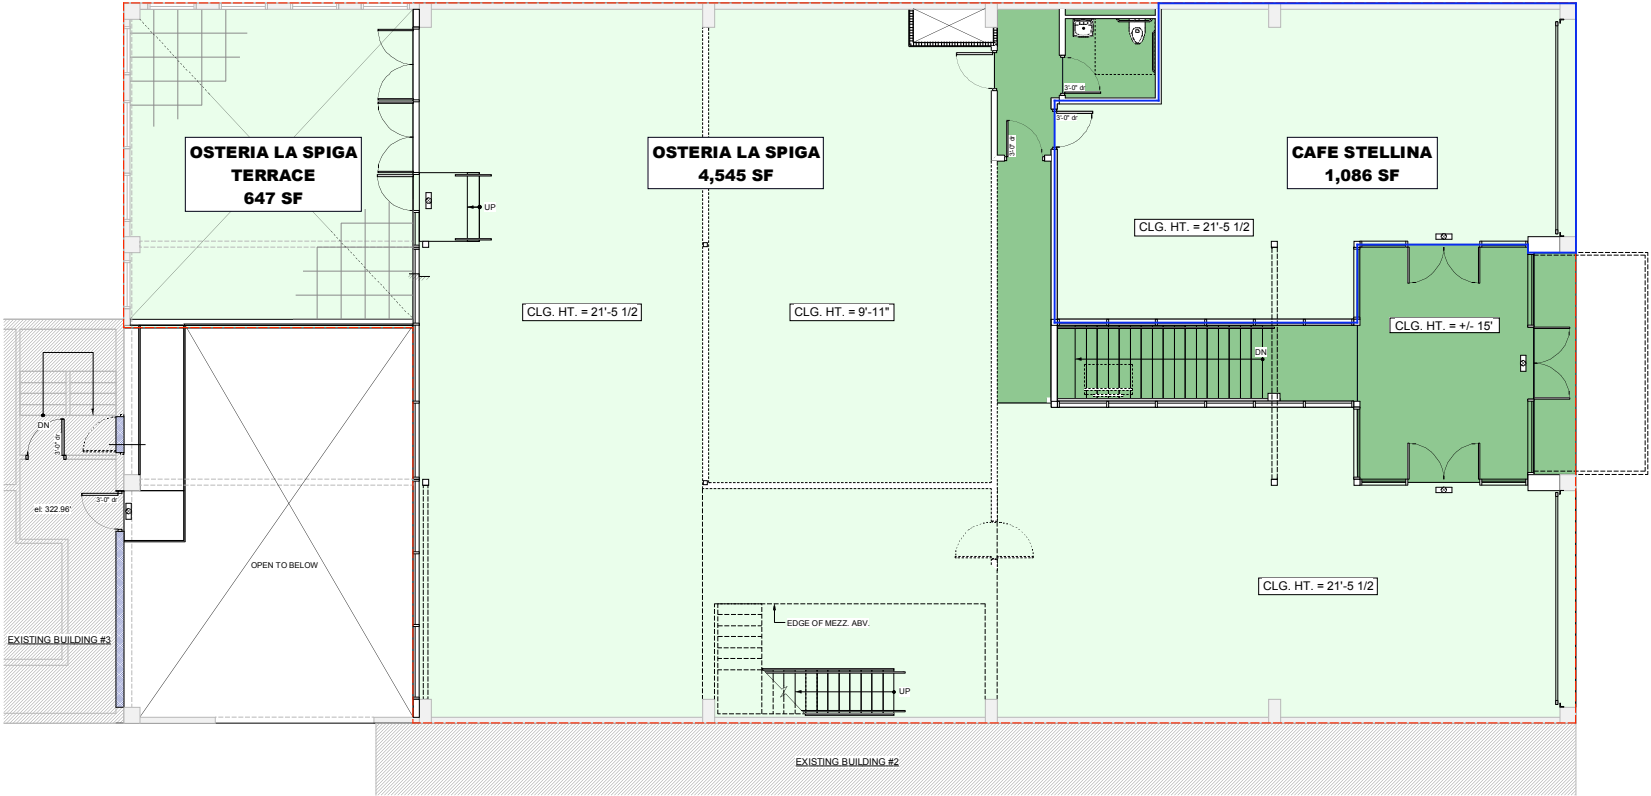 OSTERIA LA SPIGA
TERRACE
647 SF
OSTERIA LA SPIGA
4,545 SF
CAFE STELLINA
1,086 SF
3'-0" dr
3'-0" dr
3'-0" dr
UP
CLG. HT. = 21'-5 1/2
CLG. HT. = 21'-5 1/2
CLG. HT. = 9'-11"
CLG. HT. = +/- 15'
DN
DN
3'-0" dr
3'-0" dr
el: 322.96'
OPEN TO BELOW
CLG. HT. = 21'-5 1/2
EDGE OF MEZZ. ABV.
EXISTING BUILDING #3
UP
EXISTING BUILDING #2